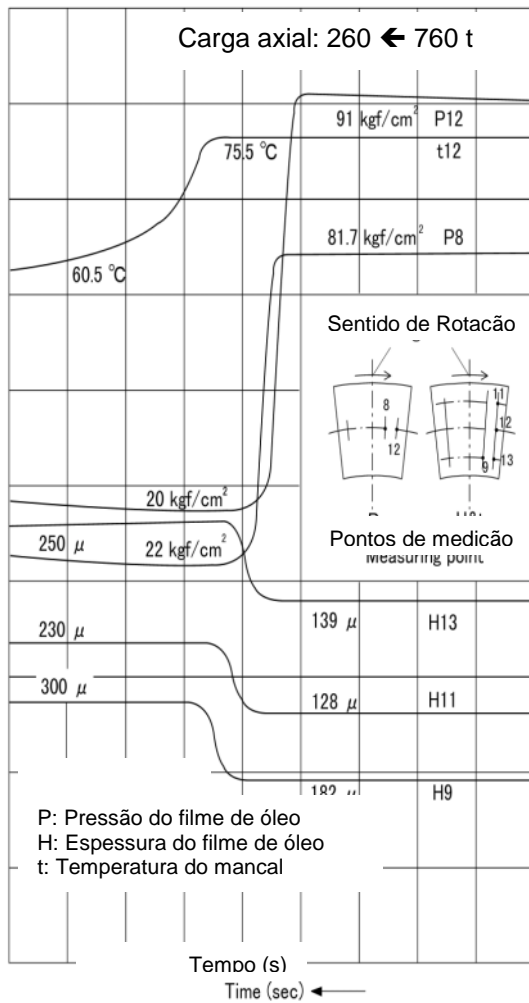 Carga axial: 260 ← 760 t
91 kgf/cm² P12
75.5 °C t12
81.7 kgf/cm² P8
60.5 °C
Sentido de Rotacão
8
12
11
12
9
13
20 kgf/cm²
250 μ
22 kgf/cm²
Pontos de medicão
Measuring point
139 μ H13
230 μ
300 μ
128 μ H11
182 μ H9
P: Pressão do filme de óleo
H: Espessura do filme de óleo
t: Temperatura do mancal
Tempo (s)
Time (sec) ←